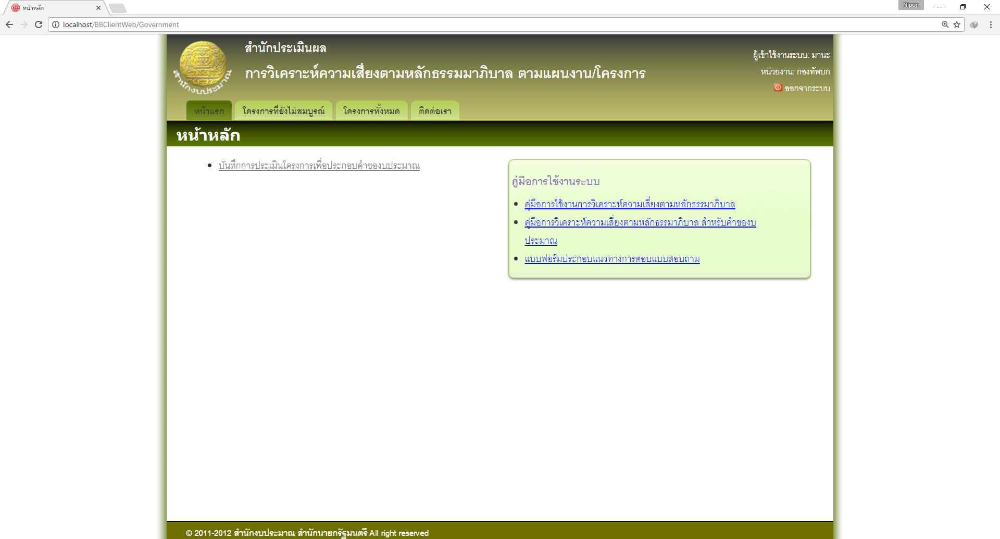 หน้าหลัก
Nipon
localhost/BBClientWeb/Government
สำนักงบประมาณ
สำนักประเมินผล
การวิเคราะห์ความเสี่ยงตามหลักธรรมมาภิบาล ตามแผนงาน/โครงการ
ผู้เข้าใช้งานระบบ: มานะ
หน่วยงาน: กองทัพบก
ออกจากระบบ
หน้าแรก โครงการที่ยังไม่สมบูรณ์ โครงการทั้งหมด ติดต่อเรา
หน้าหลัก
บันทึกการประเมินโครงการเพื่อประกอบคำของบประมาณ
คู่มือการใช้งานระบบ
คู่มือการใช้งานการวิเคราะห์ความเสี่ยงตามหลักธรรมาภิบาล
คู่มือการวิเคราะห์ความเสี่ยงตามหลักธรรมาภิบาล สำหรับคำของบ
ประมาณ
แบบฟอร์มประกอบแนวทางการตอบแบบสอบถาม
© 2011-2012 สำนักงบประมาณ สำนักนายกรัฐมนตรี All right reserved